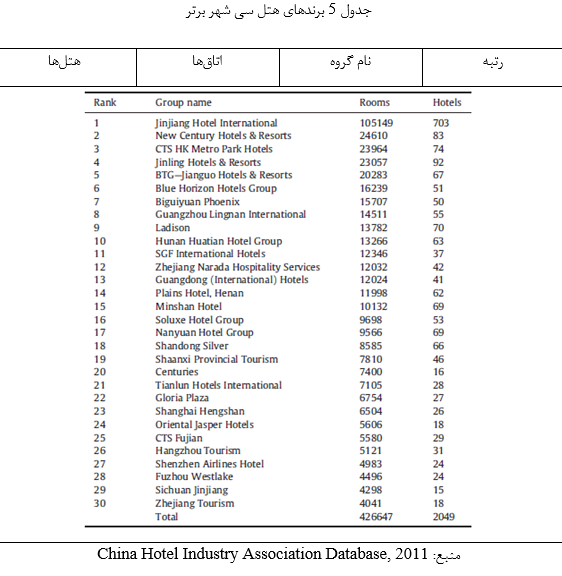 جدول 5 برندهای هتل سی شهر برتر
رتبه نام گروه اتاق‌ها هتل‌ها
Rank Group name Rooms Hotels
1 Jinjiang Hotel International 105149 703
2 New Century Hotels & Resorts 24610 83
3 CTS HK Metro Park Hotels 23964 74
4 Jinling Hotels & Resorts 23057 92
5 BTG—Jianguo Hotels & Resorts 20283 67
6 Blue Horizon Hotels Group 16239 51
7 Biguiyuan Phoenix 15707 50
8 Guangzhou Lingnan International 14511 55
9 Ladison 13782 70
10 Hunan Huatian Hotel Group 13266 63
11 SGF International Hotels 12346 37
12 Zhejiang Narada Hospitality Services 12032 42
13 Guangdong (International) Hotels 12024 41
14 Plains Hotel, Henan 11998 62
15 Minshan Hotel 10132 69
16 Soluxe Hotel Group 9698 53
17 Nanyuan Hotel Group 9566 69
18 Shandong Silver 8585 66
19 Shaanxi Provincial Tourism 7810 46
20 Centuries 7400 16
21 Tianlun Hotels International 7105 28
22 Gloria Plaza 6754 27
23 Shanghai Hengshan 6504 26
24 Oriental Jasper Hotels 5606 18
25 CTS Fujian 5580 29
26 Hangzhou Tourism 5121 31
27 Shenzhen Airlines Hotel 4983 24
28 Fuzhou Westlake 4496 24
29 Sichuan Jinjiang 4298 15
30 Zhejiang Tourism 4041 18
Total 426647 2049
منبع: China Hotel Industry Association Database, 2011